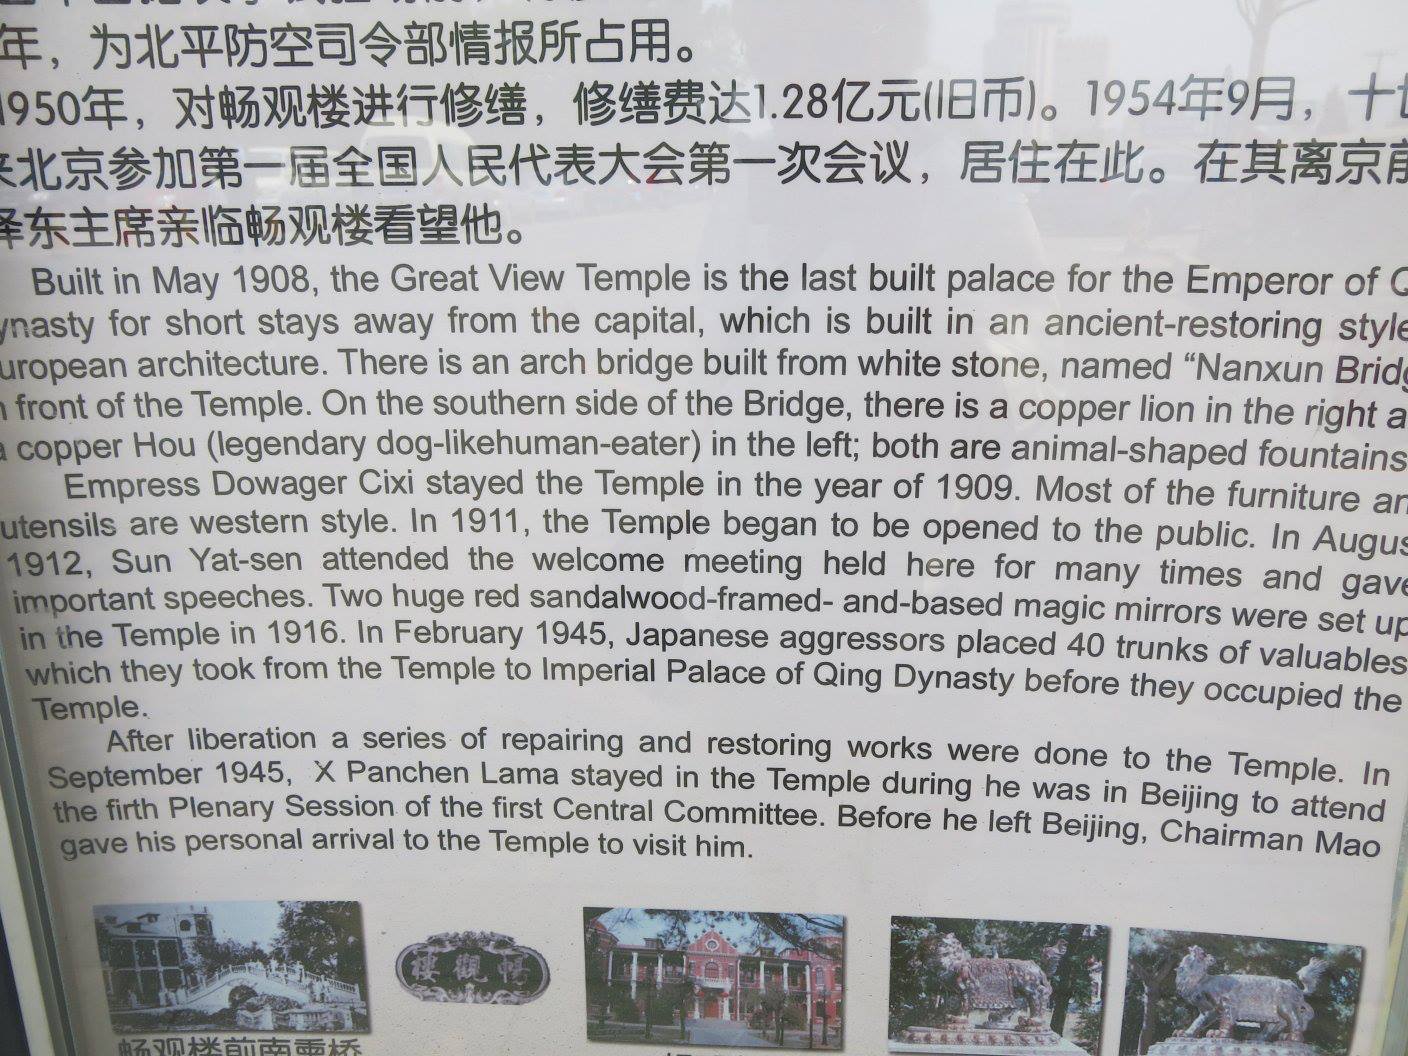 年，为北平防空司令部情报所占用。
1950年，对畅观楼进行修缮，修缮费达1.28亿元(旧币)。1954年9月，十世
来北京参加第一届全国人民代表大会第一次会议，居住在此。在其离京前
泽东主席亲临畅观楼看望他。
Built in May 1908, the Great View Temple is the last built palace for the Emperor of Q
ynasty for short stays away from the capital, which is built in an ancient-restoring style
uropean architecture. There is an arch bridge built from white stone, named “Nanxun Bridg
n front of the Temple. On the southern side of the Bridge, there is a copper lion in the right a
a copper Hou (legendary dog-likehuman-eater) in the left; both are animal-shaped fountains
Empress Dowager Cixi stayed the Temple in the year of 1909. Most of the furniture an
utensils are western style. In 1911, the Temple began to be opened to the public. In Augus
1912, Sun Yat-sen attended the welcome meeting held here for many times and gave
important speeches. Two huge red sandalwood-framed- and-based magic mirrors were set up
in the Temple in 1916. In February 1945, Japanese aggressors placed 40 trunks of valuables
which they took from the Temple to Imperial Palace of Qing Dynasty before they occupied the
Temple.
After liberation a series of repairing and restoring works were done to the Temple. In
September 1945, X Panchen Lama stayed in the Temple during he was in Beijing to attend
the firth Plenary Session of the first Central Committee. Before he left Beijing, Chairman Mao
gave his personal arrival to the Temple to visit him.
樓觀暢
畅观楼前南薰桥